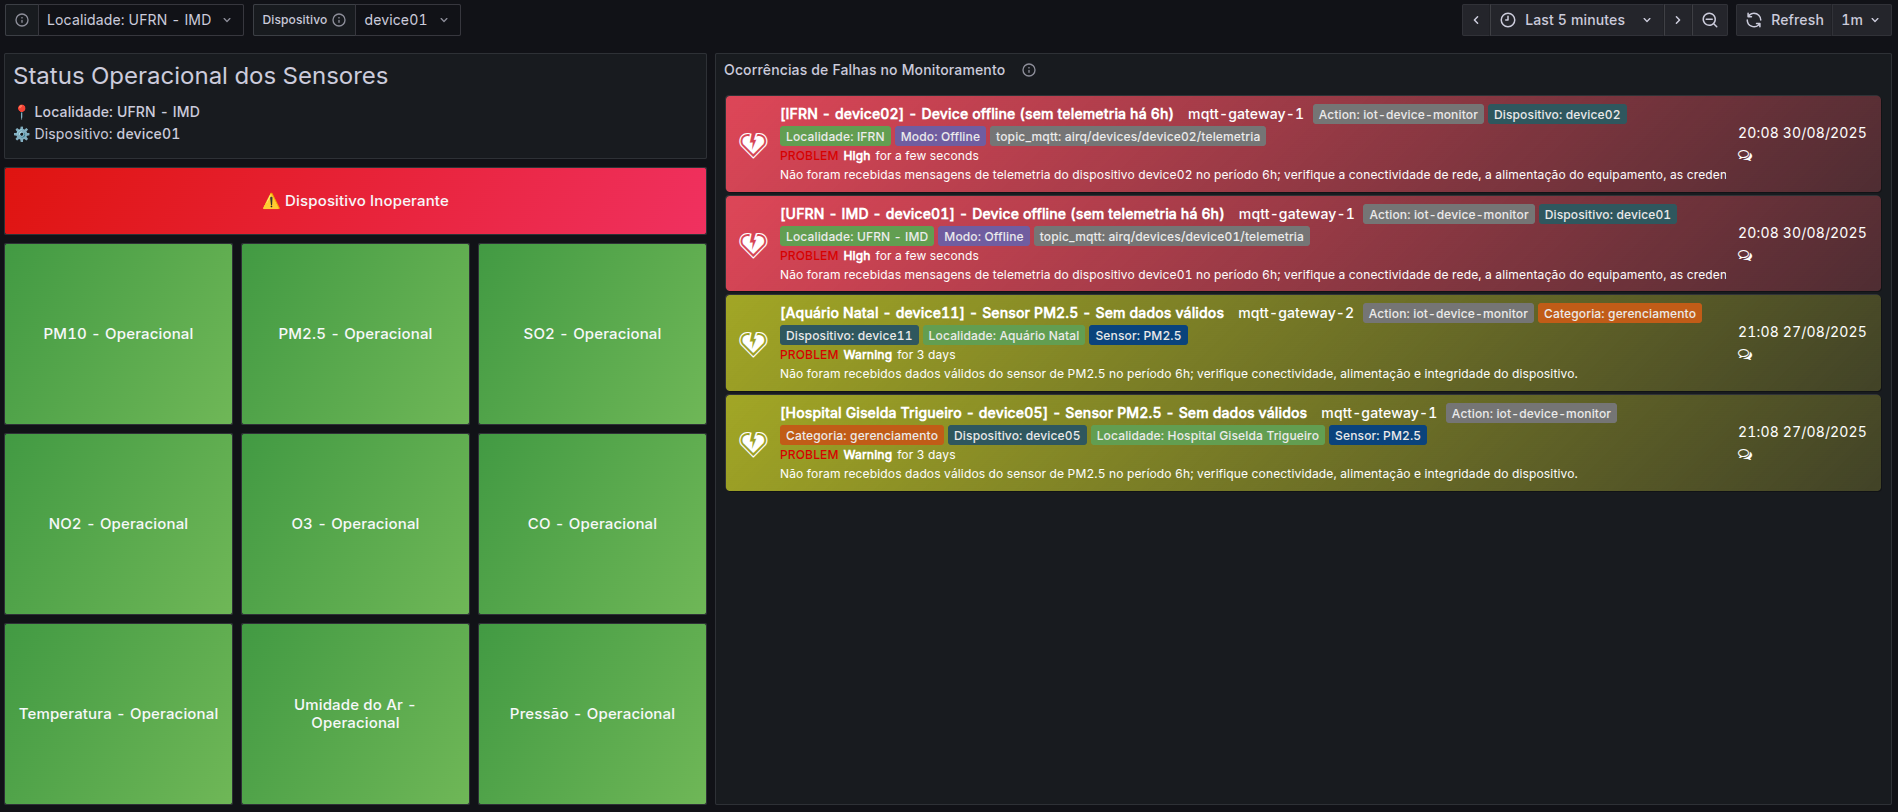 Localidade: UFRN - IMD
Dispositivo
device01
Last 5 minutes
Refresh
1m
Status Operacional dos Sensores
Localidade: UFRN - IMD
Dispositivo: device01
Dispositivo Inoperante
PM10 - Operacional
PM2.5 - Operacional
SO2 - Operacional
NO2 - Operacional
O3 - Operacional
CO - Operacional
Temperatura - Operacional
Umidade do Ar -
Operacional
Pressão - Operacional
Ocorrências de Falhas no Monitoramento
[IFRN - device02] - Device offline (sem telemetria há 6h) mqtt-gateway-1 Action: iot-device-monitor Dispositivo: device02
Localidade: IFRN Modo: Offline topic_mqtt: airq/devices/device02/telemetria
PROBLEM High for a few seconds
Não foram recebidas mensagens de telemetria do dispositivo device02 no período 6h; verifique a conectividade de rede, a alimentação do equipamento, as creden
20:08 30/08/2025
[UFRN - IMD - device01] - Device offline (sem telemetria há 6h) mqtt-gateway-1 Action: iot-device-monitor Dispositivo: device01
Localidade: UFRN - IMD Modo: Offline topic_mqtt: airq/devices/device01/telemetria
PROBLEM High for a few seconds
Não foram recebidas mensagens de telemetria do dispositivo device01 no período 6h; verifique a conectividade de rede, a alimentação do equipamento, as creden
20:08 30/08/2025
[Aquário Natal - device11] - Sensor PM2.5 - Sem dados válidos mqtt-gateway-2 Action: iot-device-monitor Categoria: gerenciamento
Dispositivo: device11 Localidade: Aquário Natal Sensor: PM2.5
PROBLEM Warning for 3 days
Não foram recebidos dados válidos do sensor de PM2.5 no período 6h; verifique conectividade, alimentação e integridade do dispositivo.
21:08 27/08/2025
[Hospital Giselda Trigueiro - device05] - Sensor PM2.5 - Sem dados válidos mqtt-gateway-1 Action: iot-device-monitor
Categoria: gerenciamento Dispositivo: device05 Localidade: Hospital Giselda Trigueiro Sensor: PM2.5
PROBLEM Warning for 3 days
Não foram recebidos dados válidos do sensor de PM2.5 no período 6h; verifique conectividade, alimentação e integridade do dispositivo.
21:08 27/08/2025